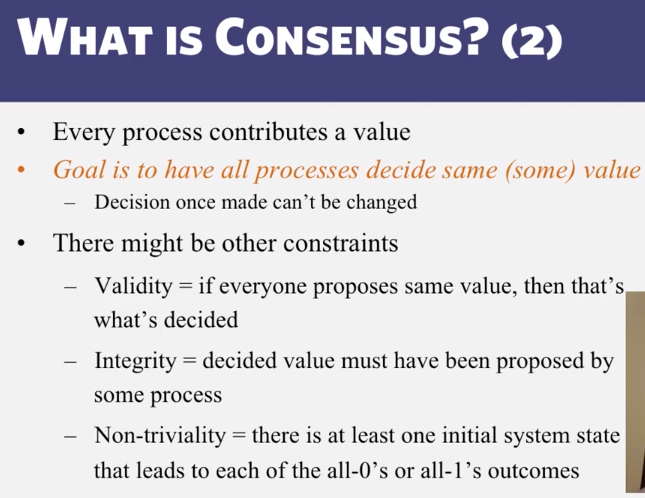 WHAT IS CONSENSUS? (2)
• Every process contributes a value
• Goal is to have all processes decide same (some) value
– Decision once made can't be changed
• There might be other constraints
– Validity = if everyone proposes same value, then that's
what's decided
– Integrity = decided value must have been proposed by
some process
– Non-triviality = there is at least one initial system state
that leads to each of the all-0's or all-1's outcomes